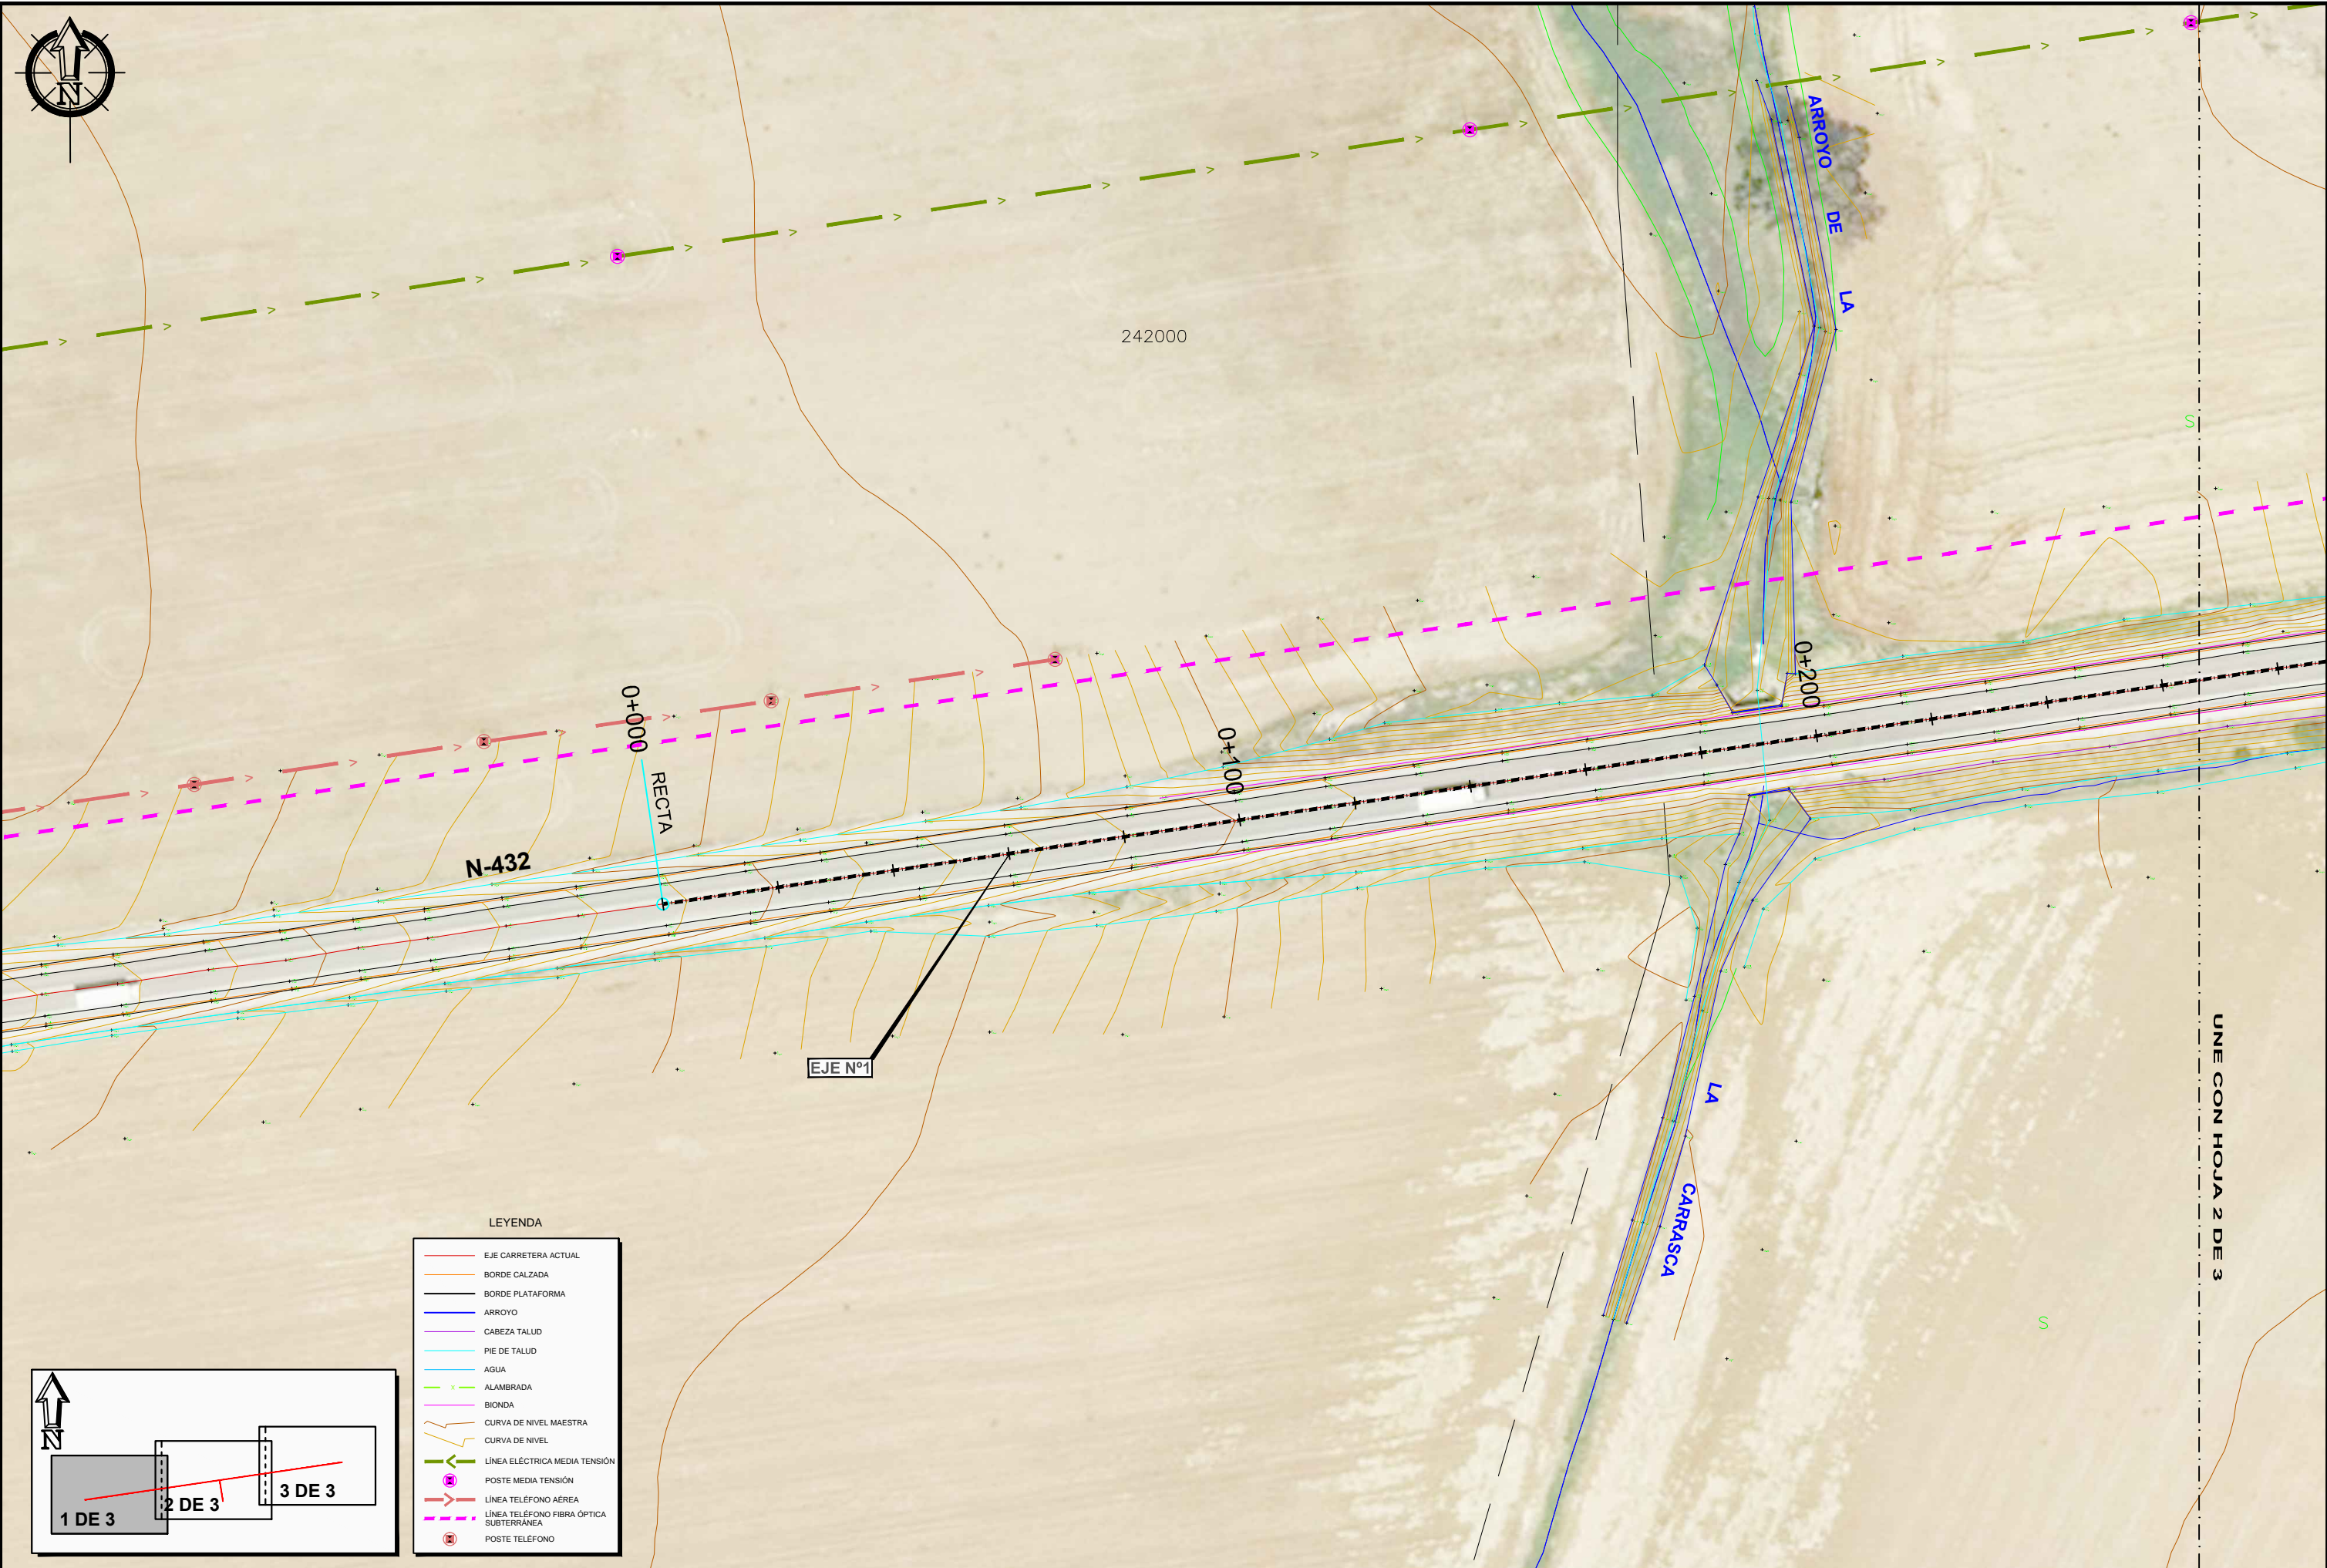 N
ARROYO
DE
LA
242000
S
0+000
RECTA
0+100
0+200
N-432
EJE Nº1
LA
CARRASCA
S
UNE CON HOJA 2 DE 3
LEYENDA
EJE CARRETERA ACTUAL
BORDE CALZADA
BORDE PLATAFORMA
ARROYO
CABEZA TALUD
PIE DE TALUD
AGUA
ALAMBRADA
BIONDA
CURVA DE NIVEL MAESTRA
CURVA DE NIVEL
LÍNEA ELÉCTRICA MEDIA TENSIÓN
POSTE MEDIA TENSIÓN
LÍNEA TELÉFONO AÉREA
LÍNEA TELÉFONO FIBRA ÓPTICA
SUBTERRÁNEA
POSTE TELÉFONO
N
1 DE 3
2 DE 3
3 DE 3